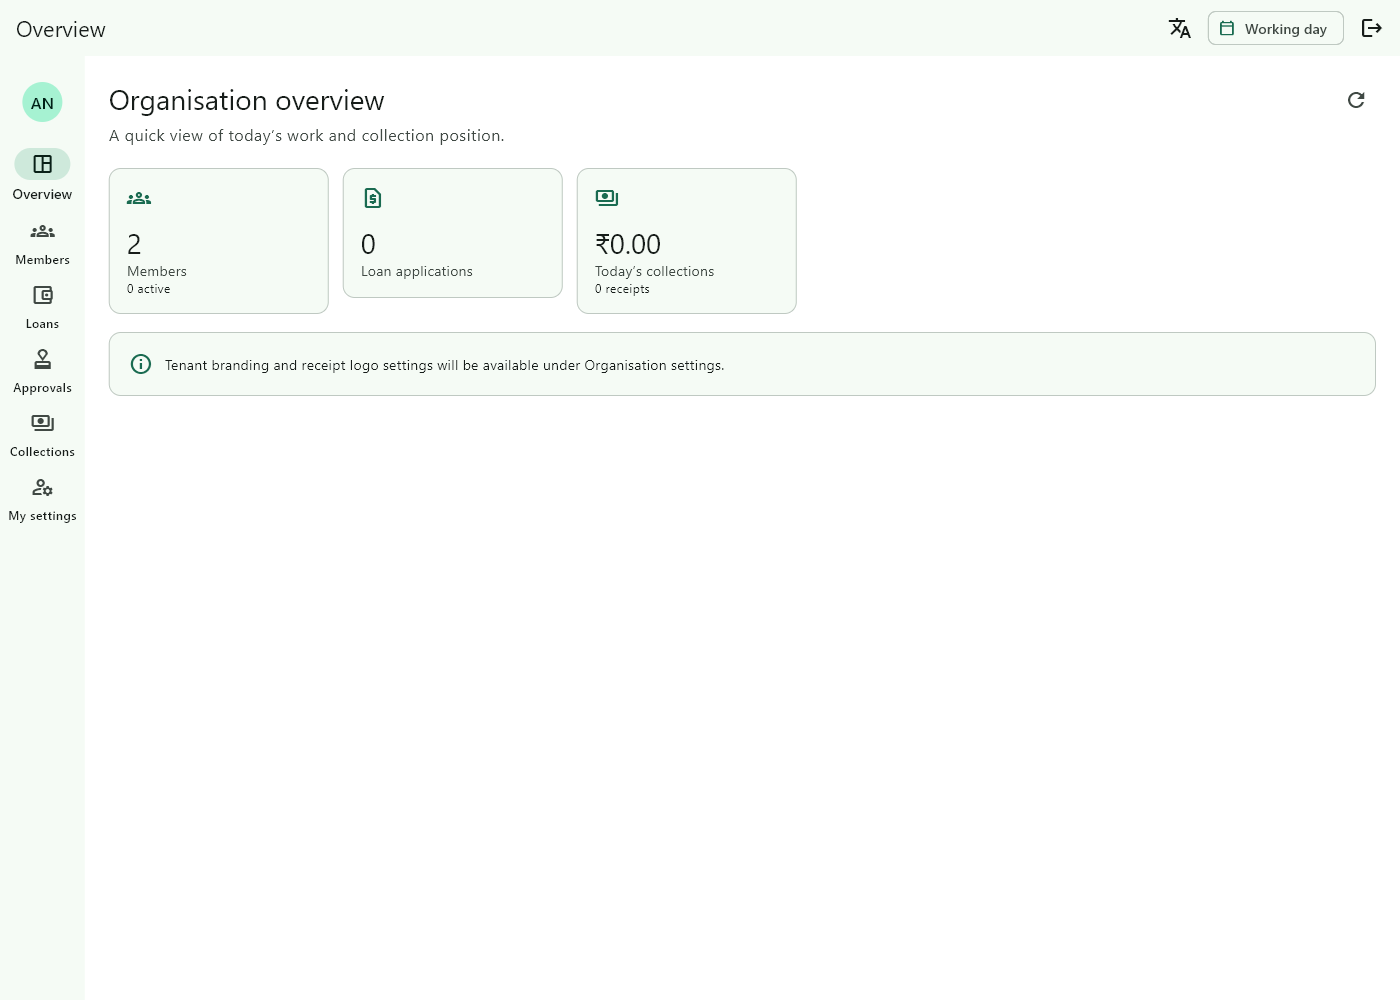 Overview
Working day
AN
Overview
Members
Loans
Approvals
Collections
My settings
Organisation overview
A quick view of today's work and collection position.
2
Members
0 active
0
Loan applications
₹0.00
Today's collections
0 receipts
Tenant branding and receipt logo settings will be available under Organisation settings.